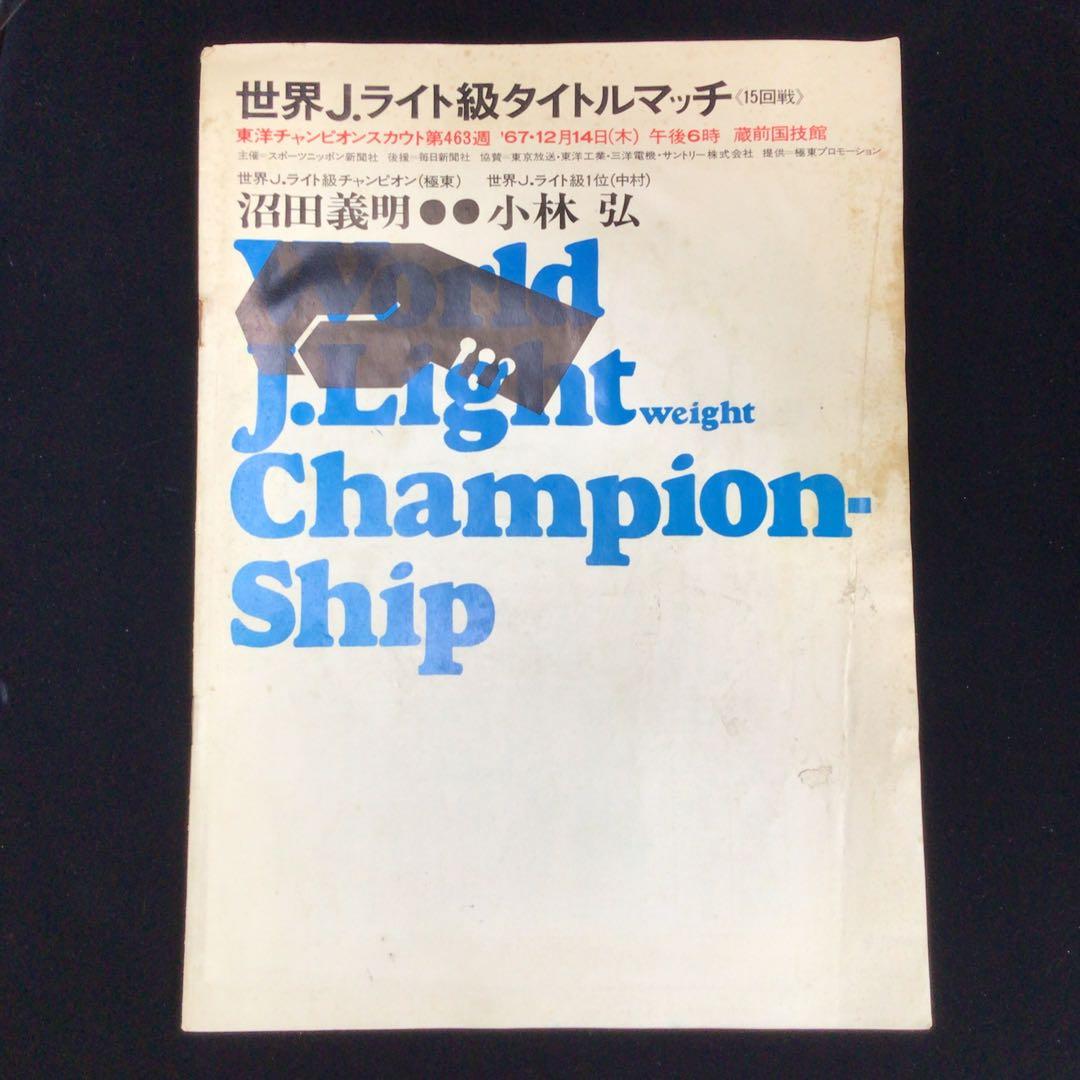 世界J.ライト級タイトルマッチ《15回戦》
東洋チャンピオンスカウト第463週 '67・12月14日(木) 午後6時 蔵前国技館
主催=スポーツニッポン新聞社 後援=毎日新聞社 協賛=東京放送・東洋工業・三洋電機・サントリー株式会社 提供=極東プロモーション
世界J.ライト級チャンピオン(極東) 世界J.ライト級1位(中村)
沼田義明●●小林 弘
World
J.Light weight
Champion-
Ship